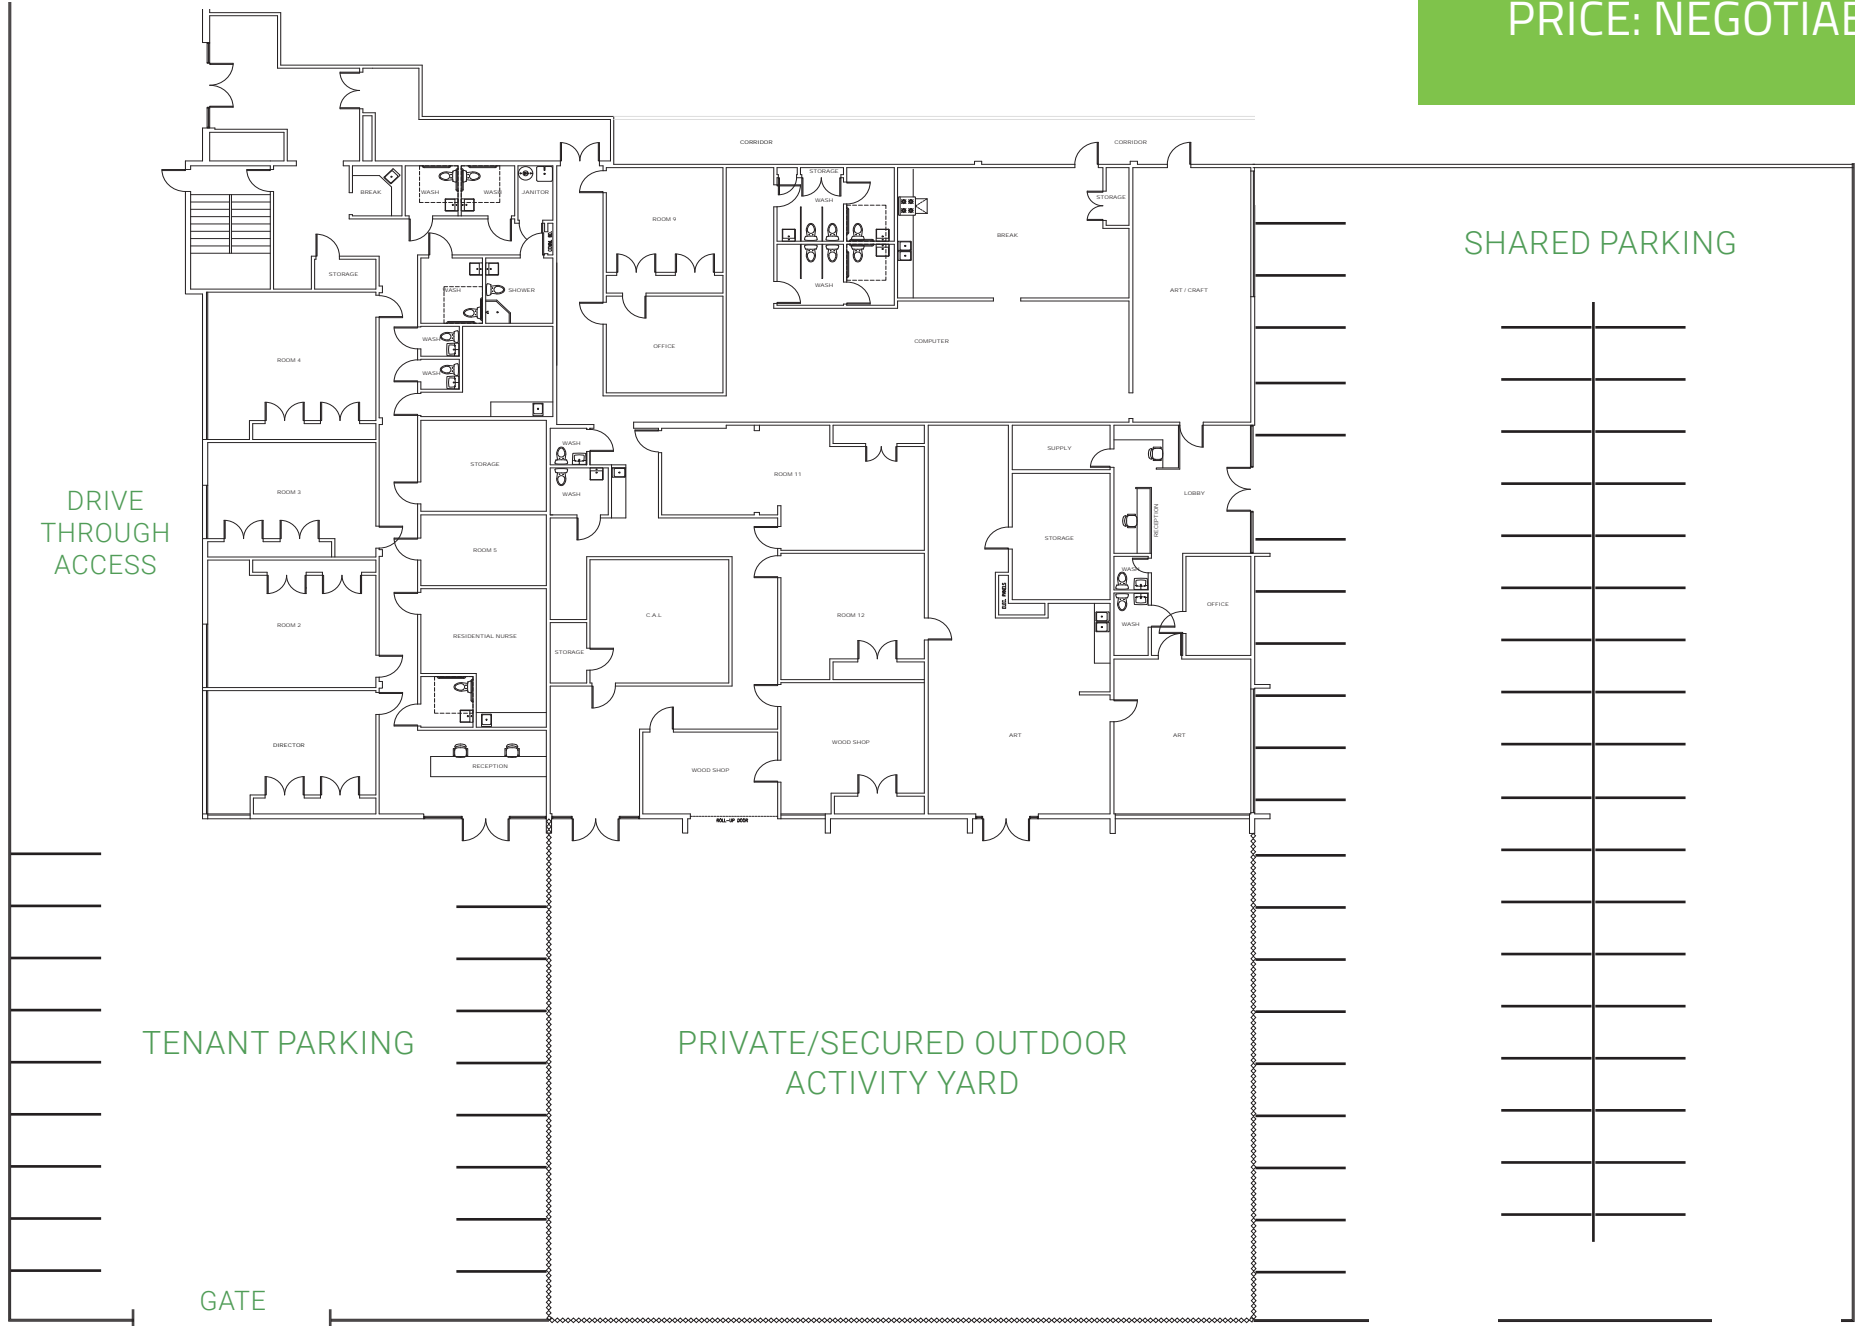 PRICE: NEGOTIAB
CORRIDOR
CORRIDOR
STORAGE
BREAK
WASH
WASH
JANITOR
WASH
STORAGE
ROOM 9
BREAK
SHARED PARKING
STORAGE
WASH
SHOWER
WASH
ART / CRAFT
WASH
COMPUTER
OFFICE
ROOM 4
WASH
WASH
SUPPLY
STORAGE
ROOM 11
ROOM 3
WASH
LOBBY
DRIVE
THROUGH
ACCESS
RECEPTION
STORAGE
ROOM 5
WASH
ELEC. PANELS
OFFICE
C.A.L
ROOM 12
ROOM 2
WASH
RESIDENTIAL NURSE
STORAGE
ART
ART
WOOD SHOP
DIRECTOR
RECEPTION
WOOD SHOP
ROLL-UP DOOR
TENANT PARKING
PRIVATE/SECURED OUTDOOR
ACTIVITY YARD
GATE